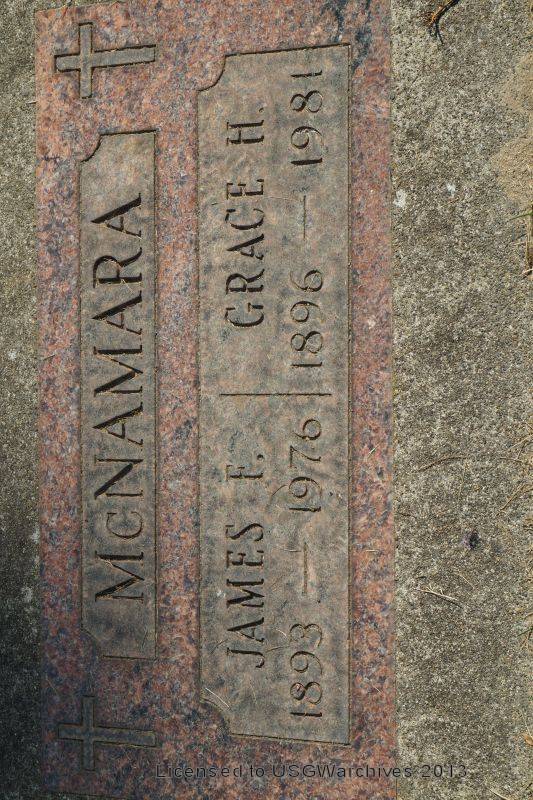 McNAMARA
JAMES F. GRACE H.
1893 – 1976 1896 – 1981
Licensed to USGWarchives 2013